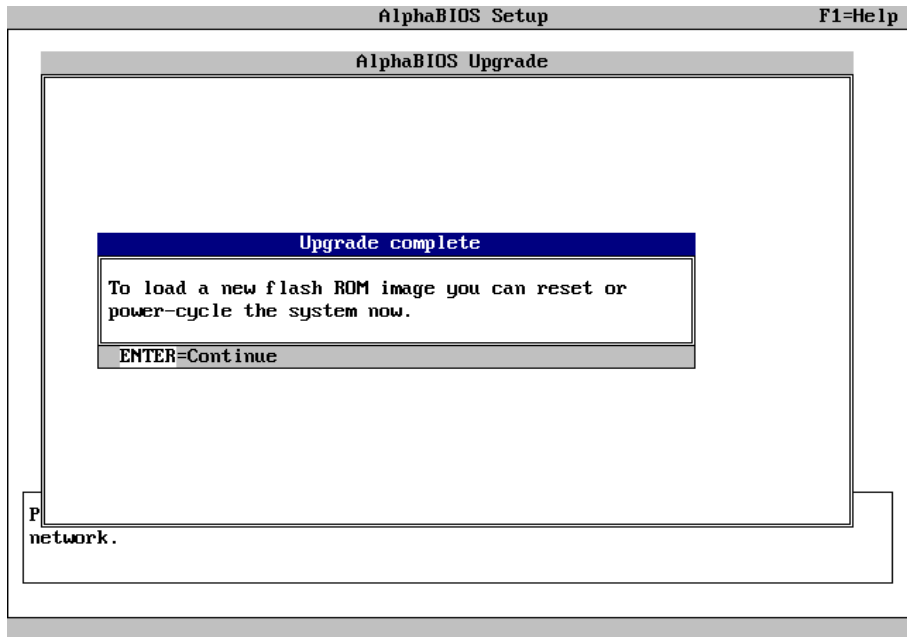 AlphaBIOS Setup F1=Help
AlphaBIOS Upgrade
Upgrade complete
To load a new flash ROM image you can reset or
power-cycle the system now.
ENTER=Continue
P
network.